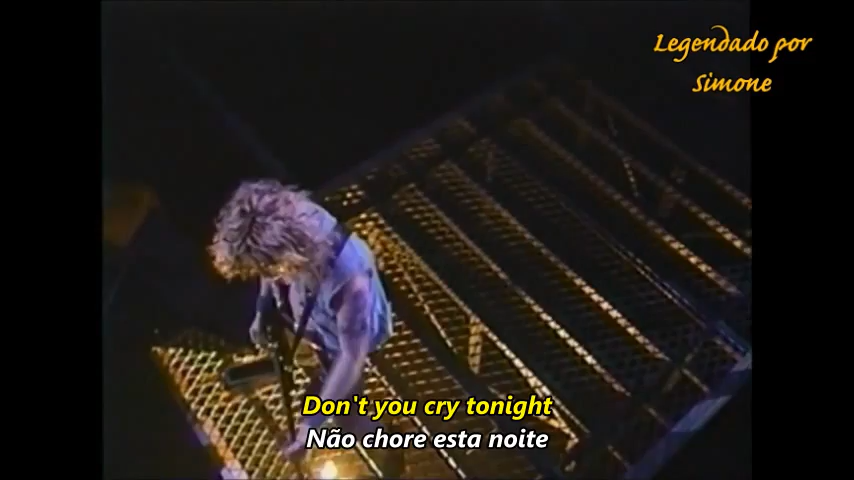 Legendado por
Simone
Don't you cry tonight
Não chore esta noite